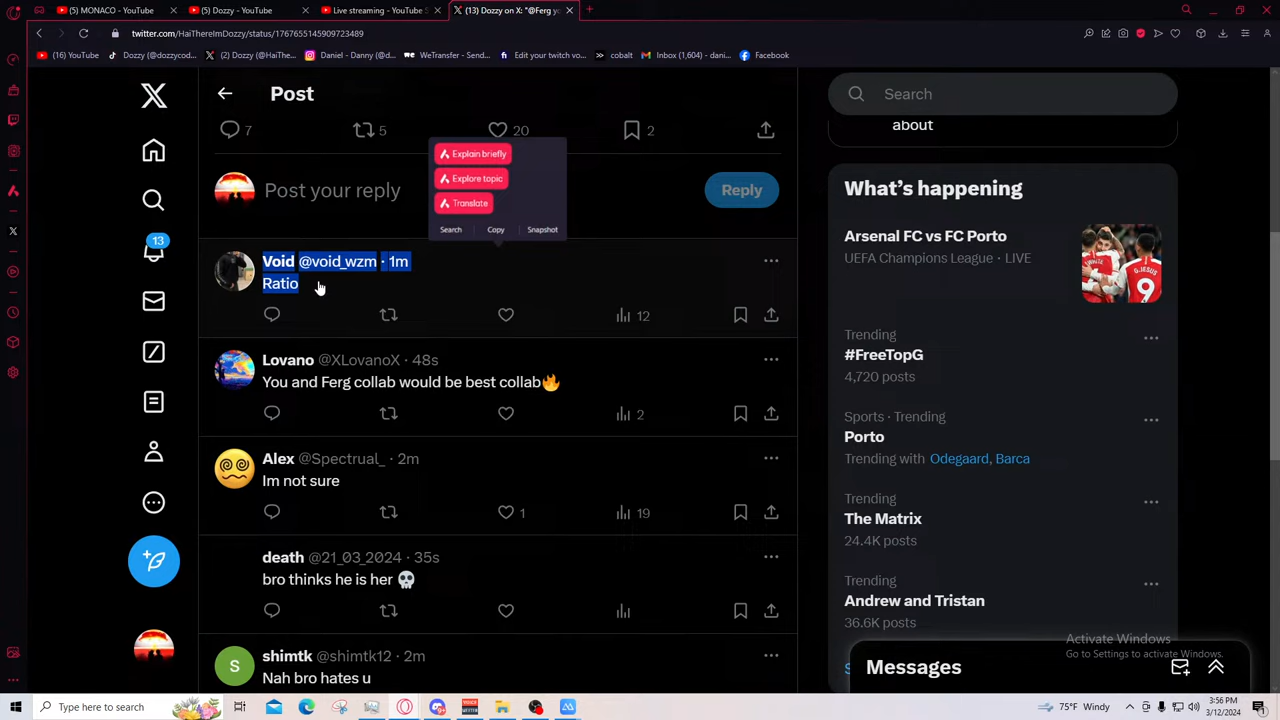 MONACO - YouTube
(5) Dozzy - YouTube
Live streaming - YouTube S
(13) Dozzy on X: "@Ferg y
twitter.com/HaiThereImDozzy/status/1767655145909723489
(16) YouTube
Dozzy (@dozzycod...
(2) Dozzy (@HaiThe...
Daniel - Danny (@d...
WeTransfer - Send...
Edit your twitch vo...
cobalt
Inbox (1,604) - dani...
Facebook
Post
7
5
20
2
Explain briefly
Explore topic
Translate
Search
Copy
Snapshot
Post your reply
Reply
13
Void @void_wzm · 1m
Ratio
12
Lovano @XLovanoX · 48s
You and Ferg collab would be best collab🔥
2
Alex @Spectrual_ · 2m
Im not sure
1
19
death @21_03_2024 · 35s
bro thinks he is her 💀
S
shimtk @shimtk12 · 2m
Nah bro hates u
Search
about
What's happening
Arsenal FC vs FC Porto
UEFA Champions League · LIVE
G.JESUS
9
Trending
#FreeTopG
4,720 posts
Sports · Trending
Porto
Trending with Odegaard, Barca
Trending
The Matrix
24.4K posts
Trending
Andrew and Tristan
36.6K posts
Activate Windows
Go to Settings to activate Windows.
Messages
Type here to search
75°F Windy
3:56 PM
3/12/2024